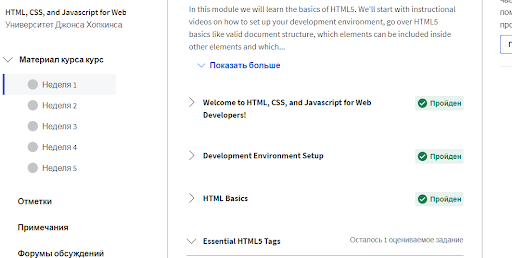 HTML, CSS, and Javascript for Web
Университет Джонса Хопкинса
Материал курса курс
Неделя 1
Неделя 2
Неделя 3
Неделя 4
Неделя 5
Отметки
Примечания
Форумы обсуждений
In this module we will learn the basics of HTML5. We'll start with instructional
videos on how to set up your development environment, go over HTML5
basics like valid document structure, which elements can be included inside
other elements and which...
Показать больше
Welcome to HTML, CSS, and Javascript for Web
Developers!
Пройден
Development Environment Setup
Пройден
HTML Basics
Пройден
Essential HTML5 Tags
Осталось 1 оцениваемое задание